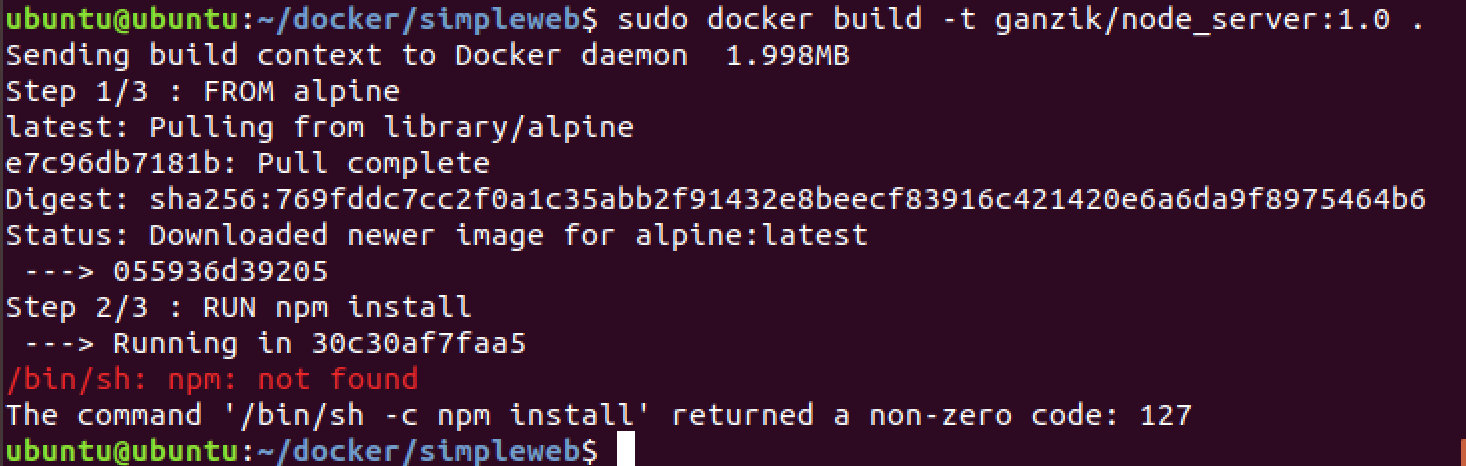 ubuntu@ubuntu:~/docker/simpleweb$ sudo docker build -t ganzik/node_server:1.0 .
Sending build context to Docker daemon  1.998MB
Step 1/3 : FROM alpine
latest: Pulling from library/alpine
e7c96db7181b: Pull complete
Digest: sha256:769fddc7cc2f0a1c35abb2f91432e8beecf83916c421420e6a6da9f8975464b6
Status: Downloaded newer image for alpine:latest
 ---> 055936d39205
Step 2/3 : RUN npm install
 ---> Running in 30c30af7faa5
/bin/sh: npm: not found
The command '/bin/sh -c npm install' returned a non-zero code: 127
ubuntu@ubuntu:~/docker/simpleweb$